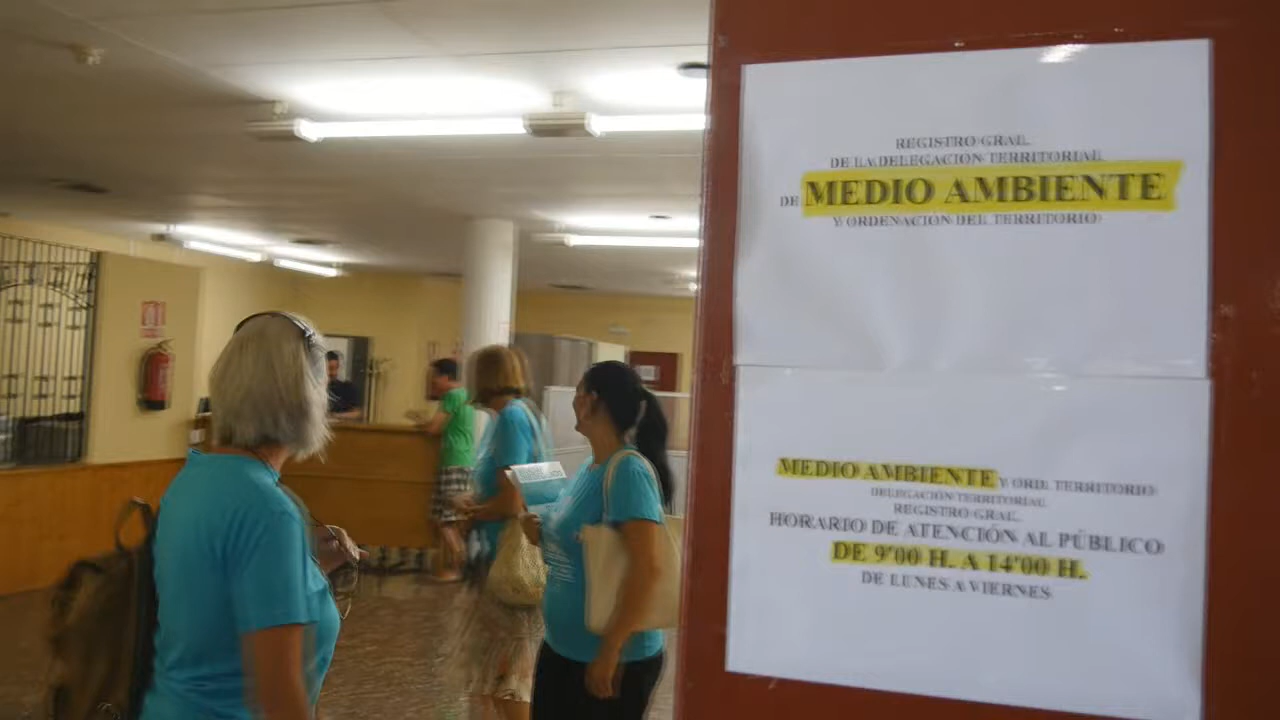 REGISTRO GRAL.
DE LA DELEGACIÓN TERRITORIAL
DE MEDIO AMBIENTE
Y ORDENACIÓN DEL TERRITORIO
MEDIO AMBIENTE Y ORD. TERRITORIO
DELEGACIÓN TERRITORIAL
REGISTRO GRAL.
HORARIO DE ATENCIÓN AL PÚBLICO
DE 9'00 H. A 14'00 H.
DE LUNES A VIERNES